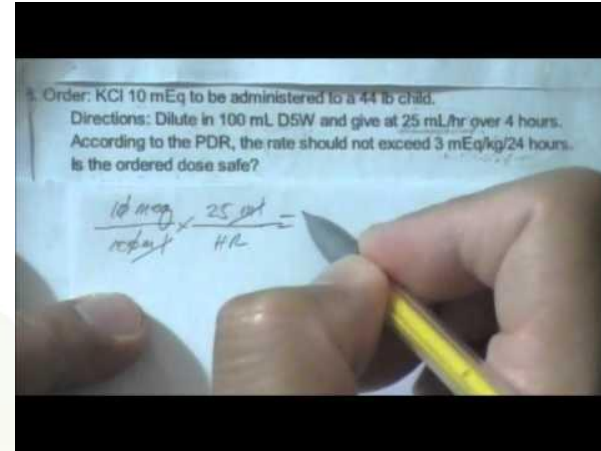 Order: KCl 10 mEq to be administered to a 44 lb child.
Directions: Dilute in 100 mL D5W and give at 25 mL/hr over 4 hours.
According to the PDR, the rate should not exceed 3 mEq/kg/24 hours.
Is the ordered dose safe?
10 meq × 25 ml =
100 ml HR